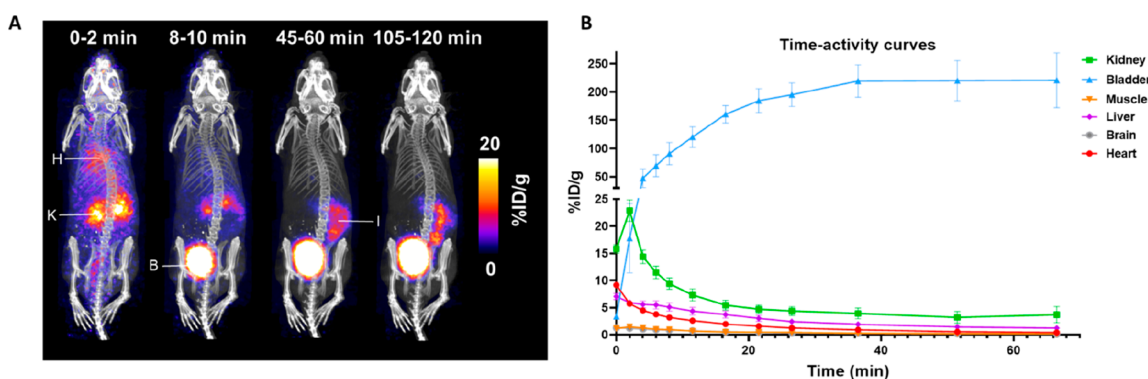 A
0-2 min 8-10 min 45-60 min 105-120 min
H
K
B
I
20
%ID/g
0
B
Time-activity curves
250
200
150
100
50
25
20
15
10
5
0
%ID/g
0 20 40 60
Time (min)
Kidney
Bladder
Muscle
Liver
Brain
Heart